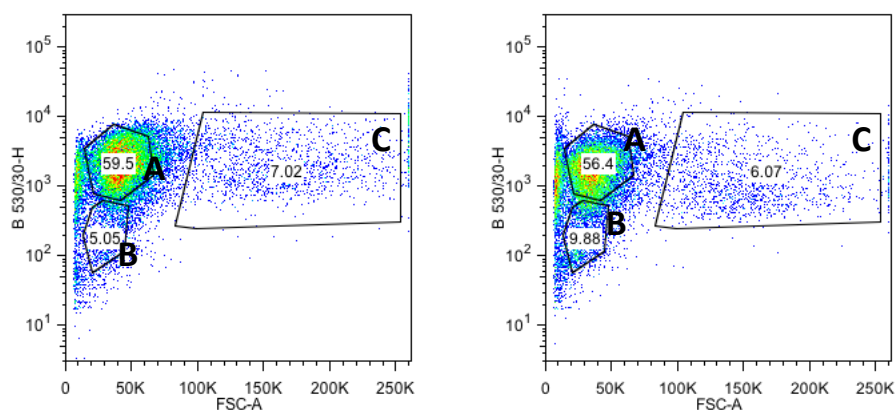 10⁵
10⁴
10³
10²
10¹
B 530/30-H
59.5
A
5.05
B
C
7.02
0 50K 100K 150K 200K 250K
FSC-A
10⁵
10⁴
10³
10²
10¹
B 530/30-H
56.4
A
9.88
B
C
6.07
0 50K 100K 150K 200K 250K
FSC-A